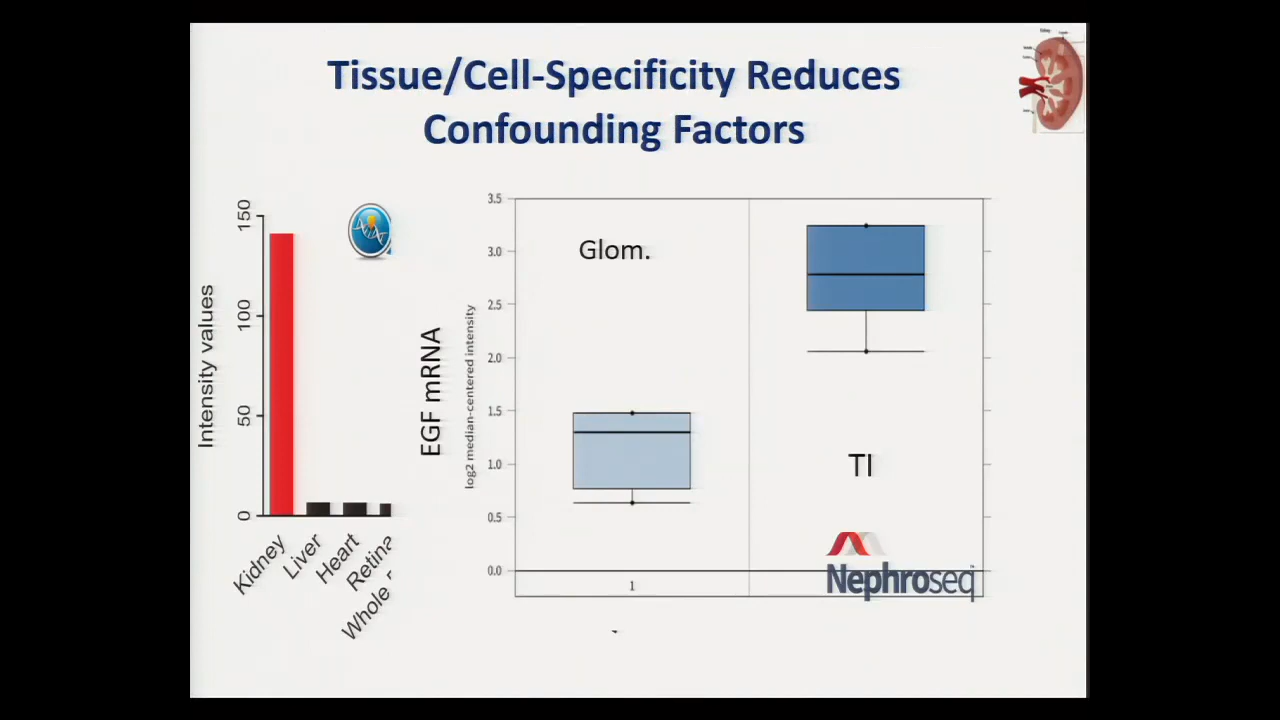 Tissue/Cell-Specificity Reduces
Confounding Factors
Intensity values
150
100
50
0
Kidney
Liver
Heart
Retina
Whole
EGF mRNA
log2 median-centered intensity
3.5
3.0
2.5
2.0
1.5
1.0
0.5
0.0
Glom.
TI
1
Nephroseq